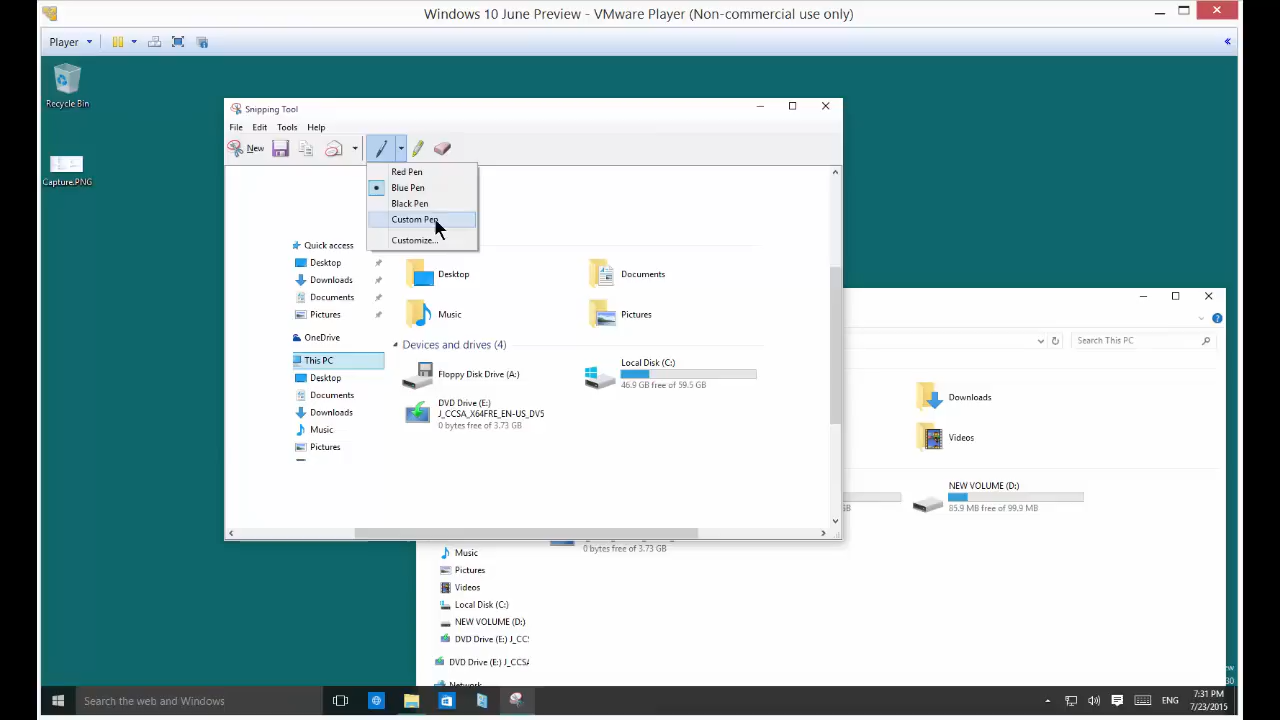 Windows 10 June Preview - VMware Player (Non-commercial use only)
Player
Recycle Bin
Capture.PNG
Snipping Tool
File Edit Tools Help
New
Red Pen
Blue Pen
Black Pen
Custom Pen
Customize...
Quick access
Desktop
Downloads
Documents
Pictures
OneDrive
This PC
Desktop
Documents
Downloads
Music
Pictures
Desktop
Documents
Music
Pictures
Devices and drives (4)
Floppy Disk Drive (A:)
Local Disk (C:)
46.9 GB free of 59.5 GB
DVD Drive (E:)
J_CCSA_X64FRE_EN-US_DV5
0 bytes free of 3.73 GB
Search This PC
Downloads
Videos
NEW VOLUME (D:)
85.9 MB free of 99.9 MB
GB
0 bytes free of 3.73 GB
Music
Pictures
Videos
Local Disk (C:)
NEW VOLUME (D:)
DVD Drive (E:) J_CC
DVD Drive (E:) J_CCSA
Network
Search the web and Windows
ENG
7:31 PM
7/23/2015